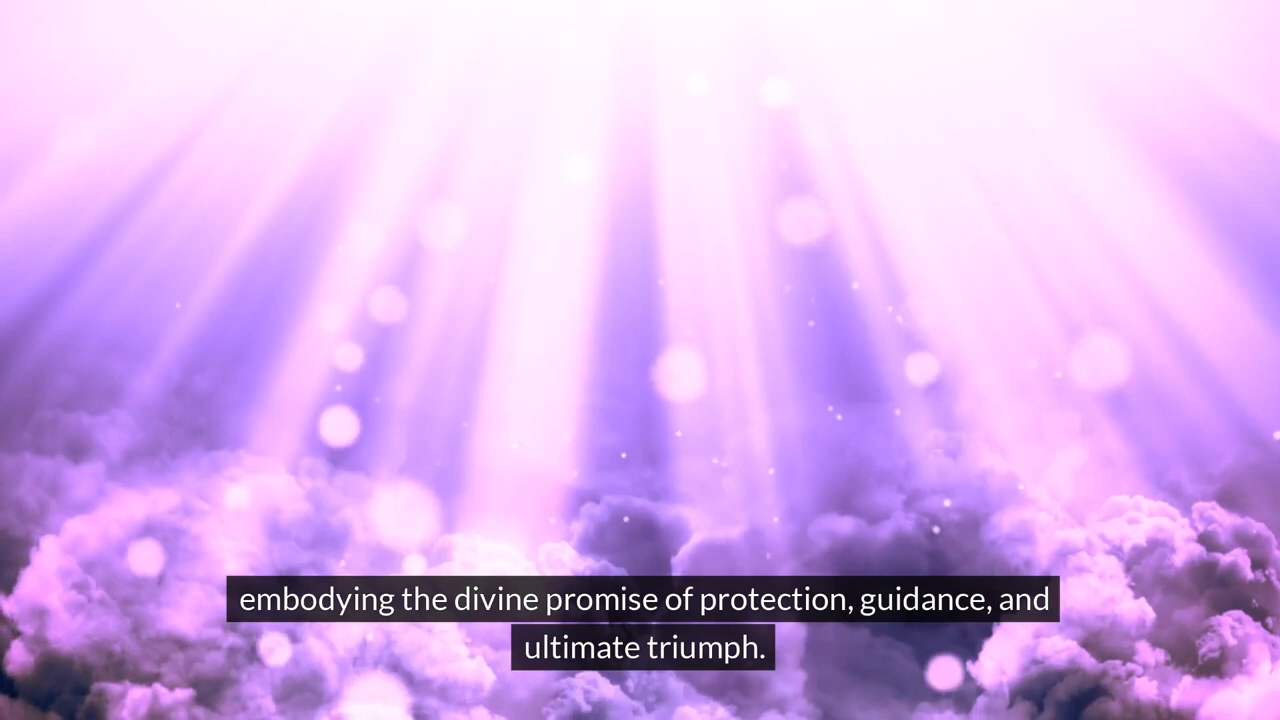 embodying the divine promise of protection, guidance, and
ultimate triumph.